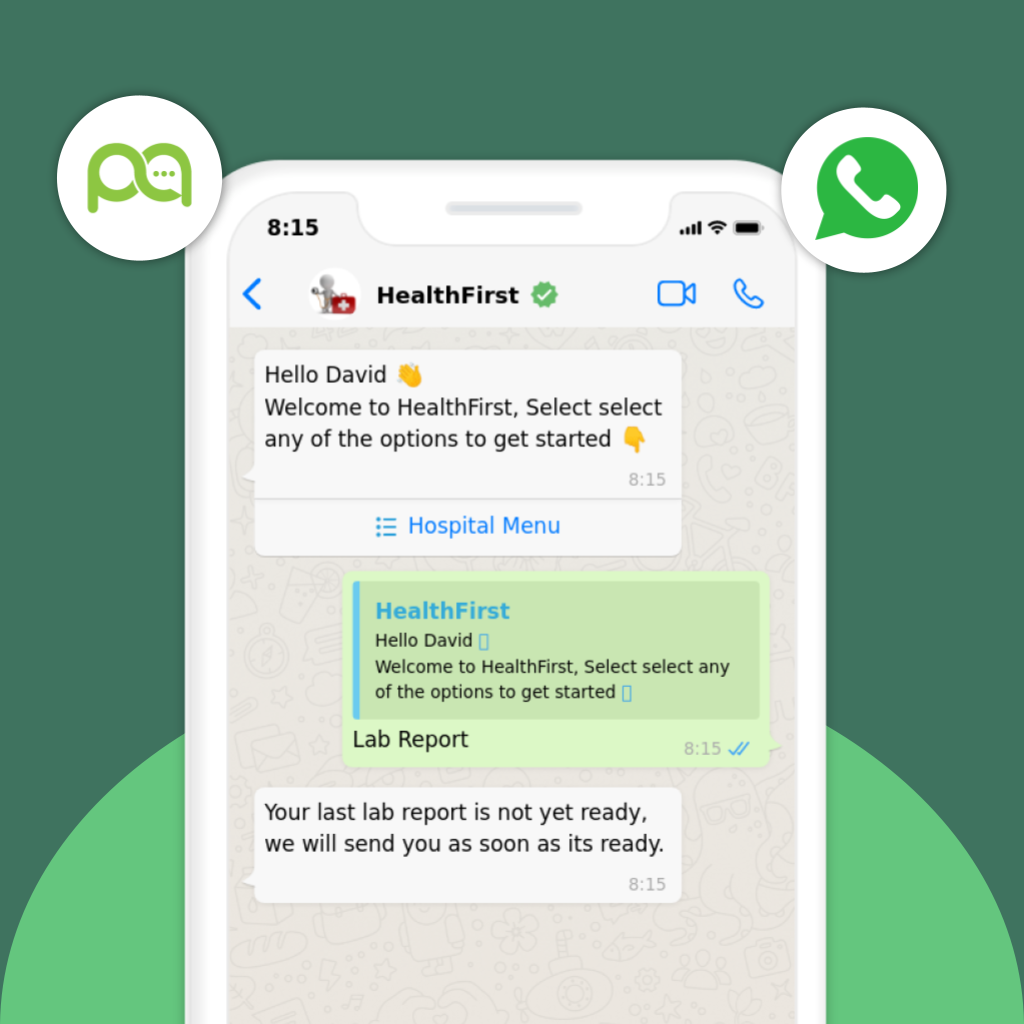 8:15
HealthFirst
Hello David 👋
Welcome to HealthFirst, Select select
any of the options to get started 👇
8:15
Hospital Menu
HealthFirst
Hello David ▯
Welcome to HealthFirst, Select select any
of the options to get started ▯
Lab Report
8:15
Your last lab report is not yet ready,
we will send you as soon as its ready.
8:15